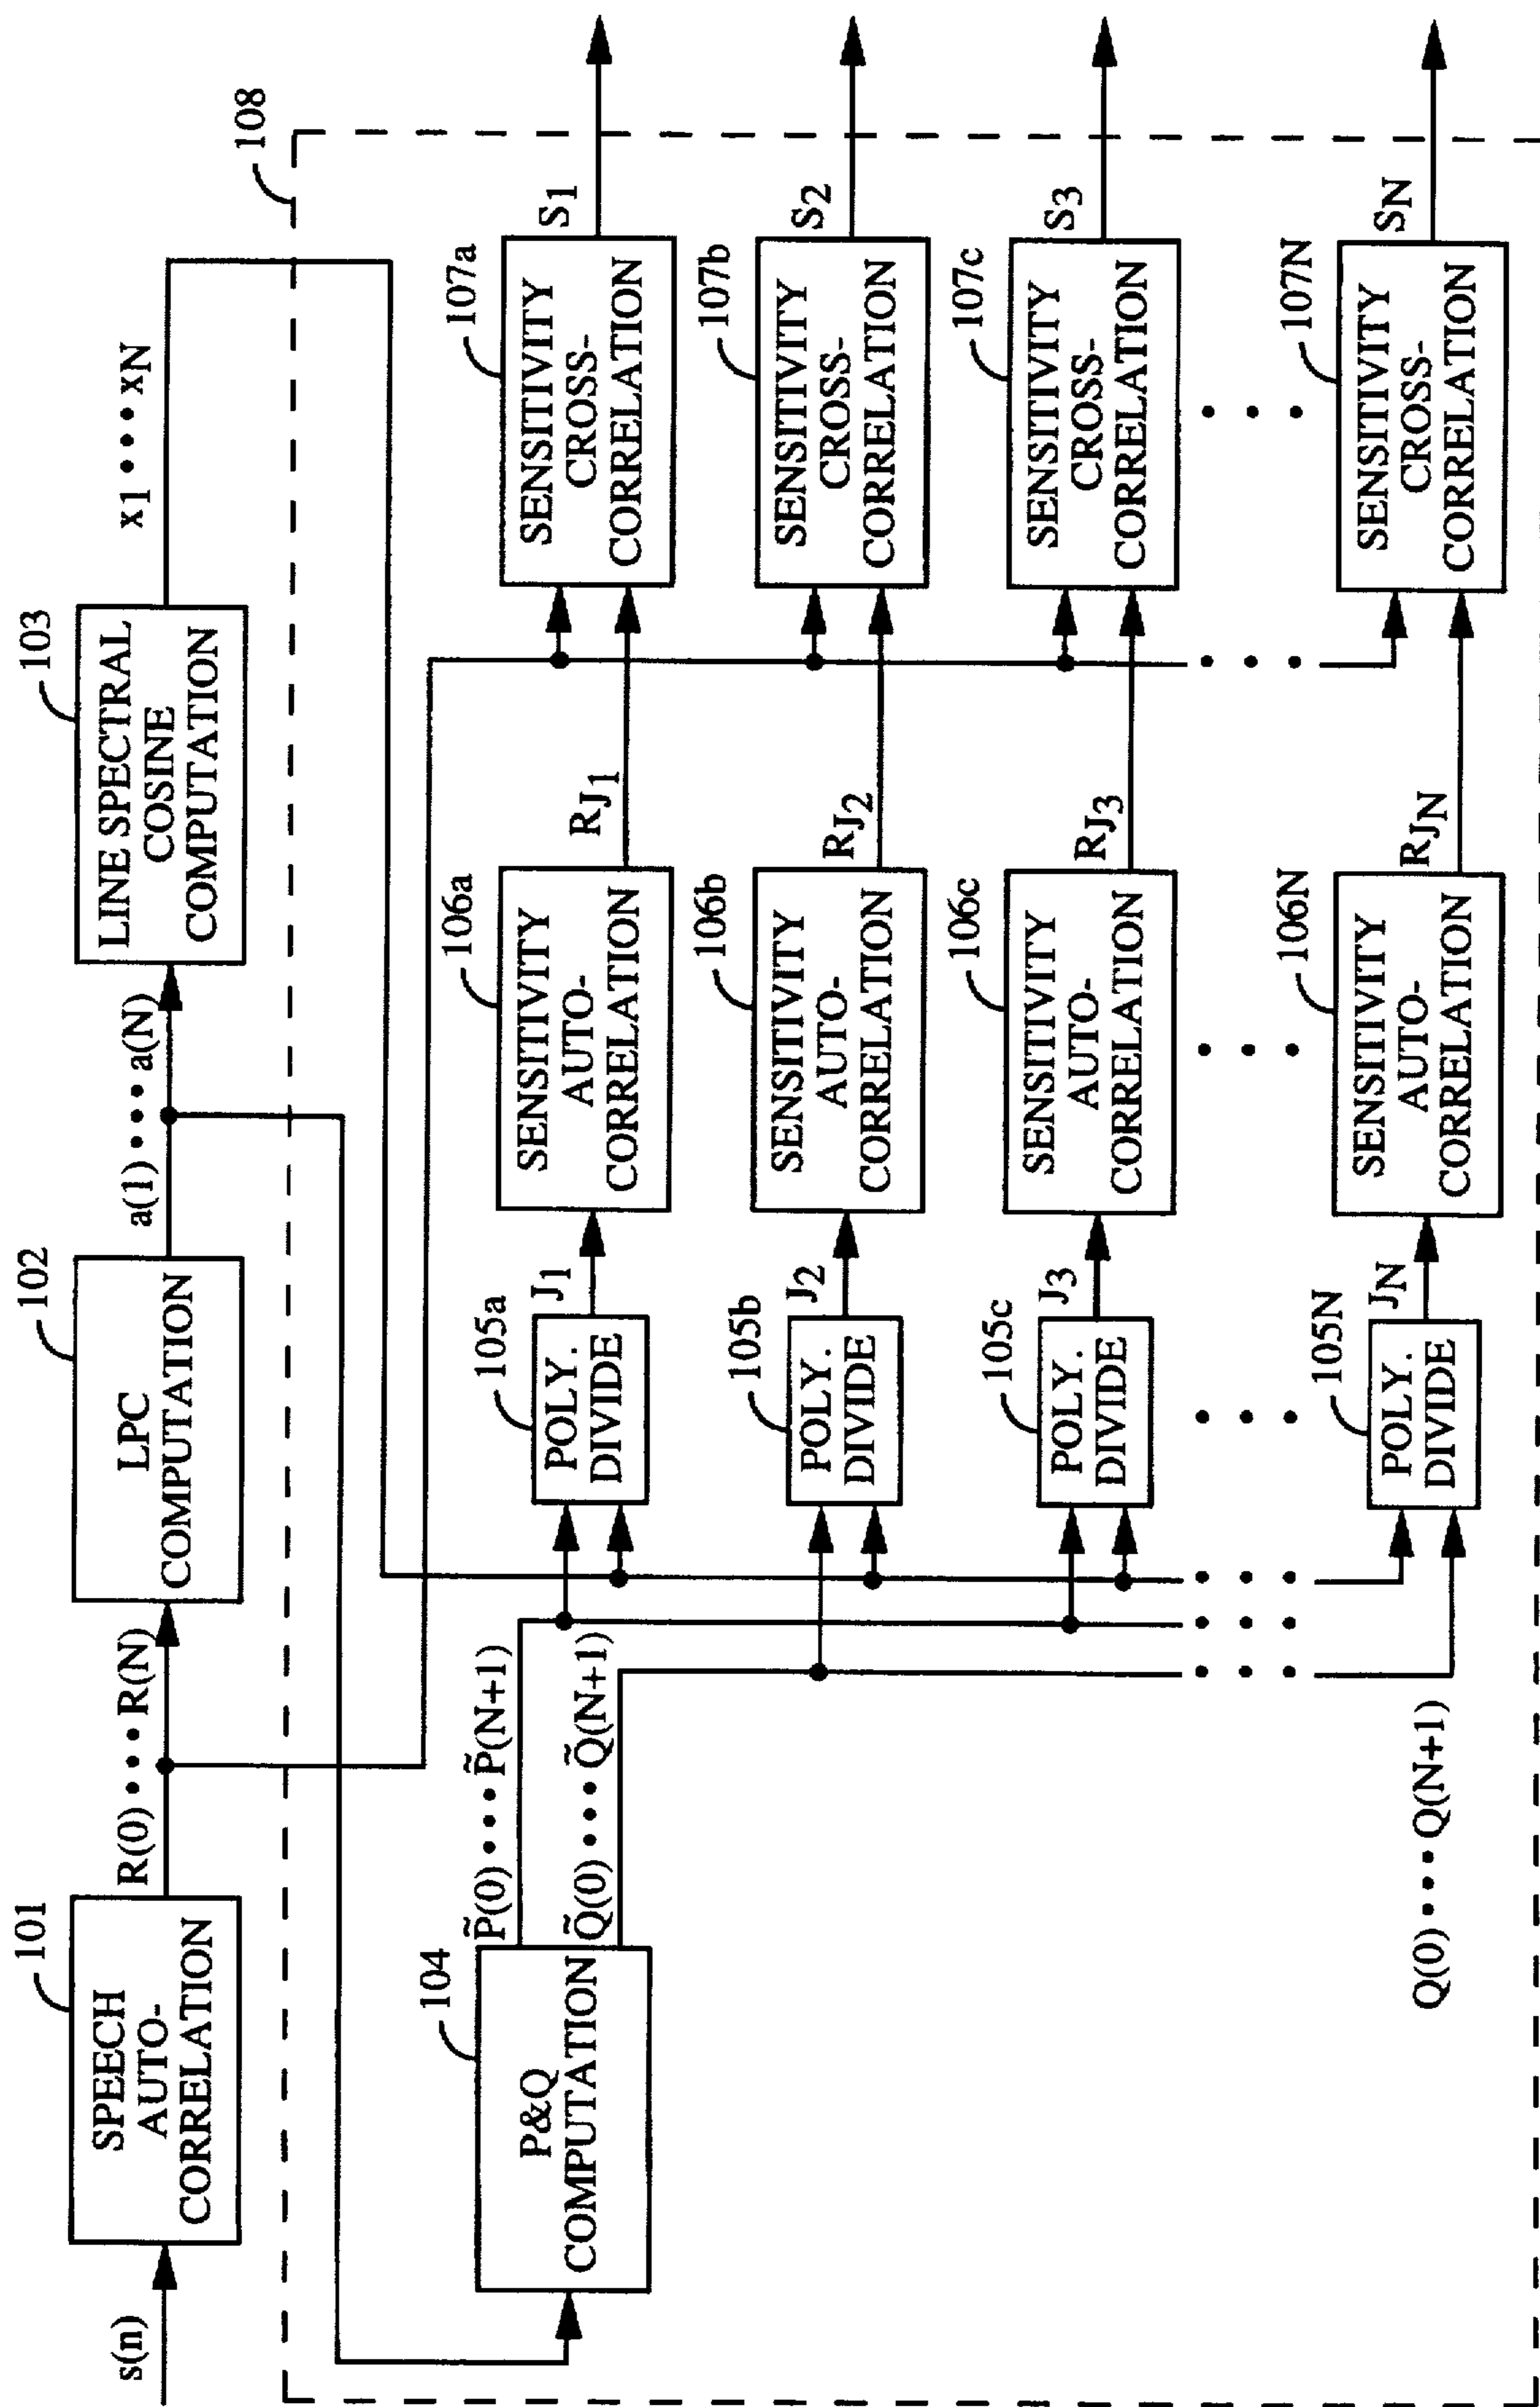 s(n)
101
SPEECH
AUTO-
CORRELATION
R(0) • • • R(N)
102
LPC
COMPUTATION
a(1) • • • a(N)
103
LINE SPECTRAL
COSINE
COMPUTATION
x1 • • • xN
108
104
P&Q
COMPUTATION
P̃(0) • • • P̃(N+1)
Q̃(0) • • • Q̃(N+1)
105a
POLY.
DIVIDE
J1
106a
SENSITIVITY
AUTO-
CORRELATION
RJ1
107a
SENSITIVITY
CROSS-
CORRELATION
S1
105b
POLY.
DIVIDE
J2
106b
SENSITIVITY
AUTO-
CORRELATION
RJ2
107b
SENSITIVITY
CROSS-
CORRELATION
S2
105c
POLY.
DIVIDE
J3
106c
SENSITIVITY
AUTO-
CORRELATION
RJ3
107c
SENSITIVITY
CROSS-
CORRELATION
S3
Q(0) • • • Q(N+1)
105N
POLY.
DIVIDE
JN
106N
SENSITIVITY
AUTO-
CORRELATION
RJN
107N
SENSITIVITY
CROSS-
CORRELATION
SN